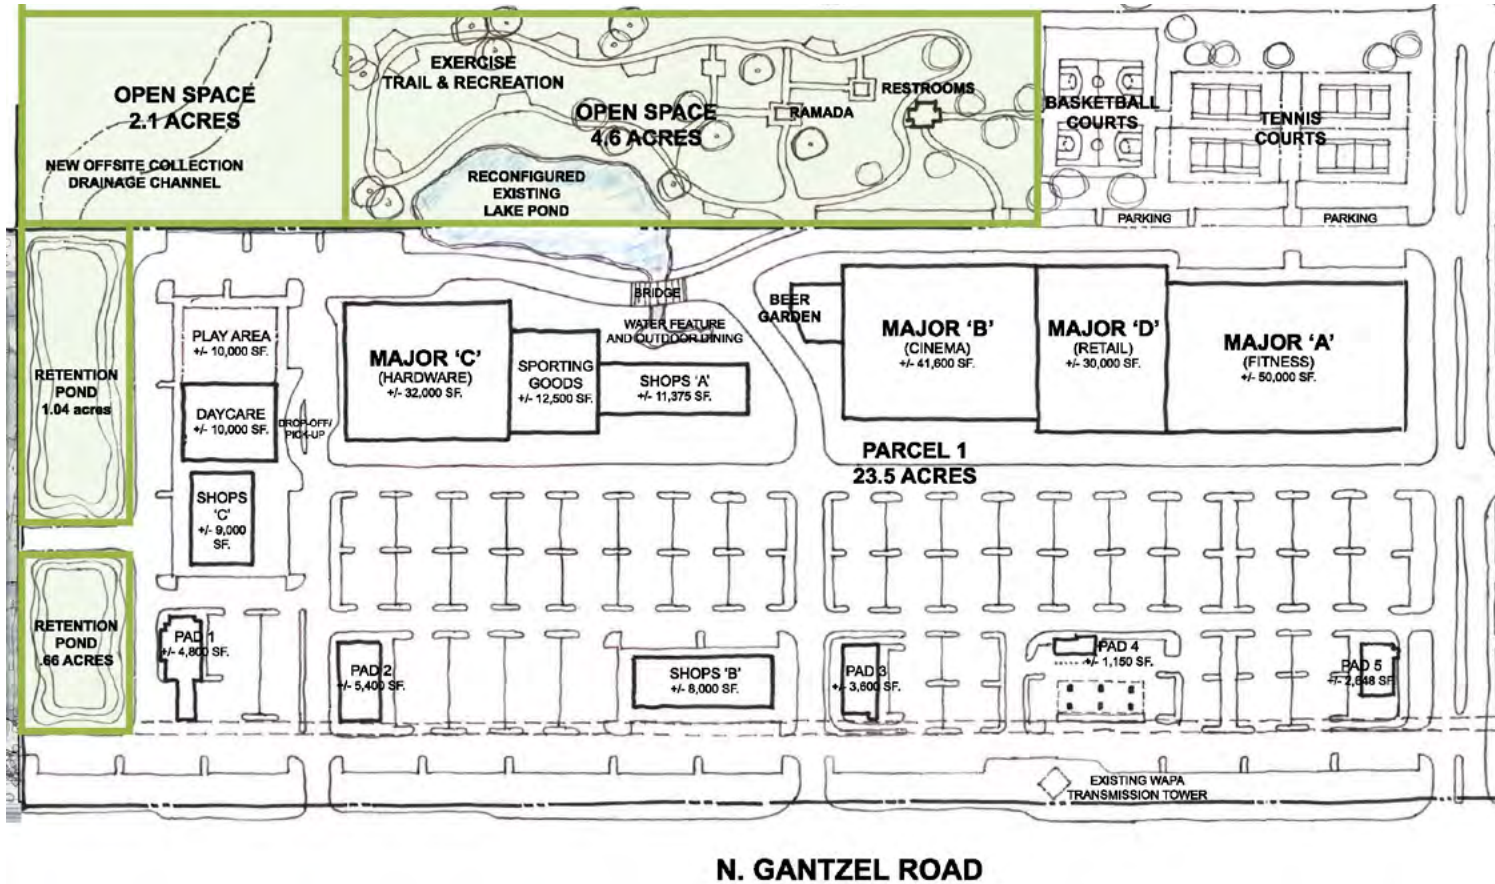 OPEN SPACE
2.1 ACRES
NEW OFFSITE COLLECTION
DRAINAGE CHANNEL
EXERCISE
TRAIL & RECREATION
OPEN SPACE
4.6 ACRES
RAMADA
RESTROOMS
RECONFIGURED
EXISTING
LAKE POND
BASKETBALL
COURTS
TENNIS
COURTS
PARKING
PARKING
RETENTION
POND
1.04 acres
PLAY AREA
+/- 10,000 SF.
DAYCARE
+/- 10,000 SF.
DROP-OFF/
PICK-UP
SHOPS
'C'
+/- 9,000
SF.
MAJOR 'C'
(HARDWARE)
+/- 32,000 SF.
SPORTING
GOODS
+/- 12,500 SF.
BRIDGE
WATER FEATURE
AND OUTDOOR DINING
SHOPS 'A'
+/- 11,375 SF.
BEER
GARDEN
MAJOR 'B'
(CINEMA)
+/- 41,600 SF.
MAJOR 'D'
(RETAIL)
+/- 30,000 SF.
MAJOR 'A'
(FITNESS)
+/- 50,000 SF.
PARCEL 1
23.5 ACRES
RETENTION
POND
.66 ACRES
PAD 1
+/- 4,800 SF.
PAD 2
+/- 5,400 SF.
SHOPS 'B'
+/- 8,000 SF.
PAD 3
+/- 3,600 SF.
PAD 4
+/- 1,150 SF.
PAD 5
+/- 2,648 SF.
EXISTING WAPA
TRANSMISSION TOWER
N. GANTZEL ROAD